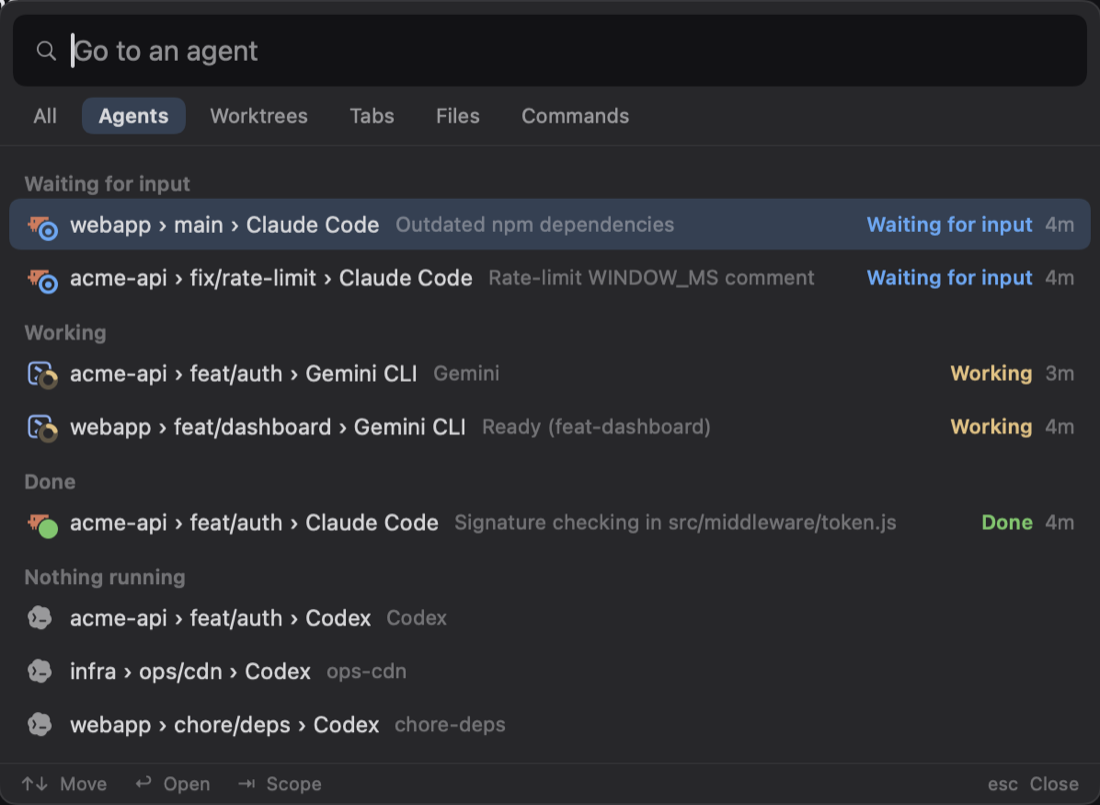 Go to an agent
All Agents Worktrees Tabs Files Commands
Waiting for input
webapp › main › Claude Code Outdated npm dependencies Waiting for input 4m
acme-api › fix/rate-limit › Claude Code Rate-limit WINDOW_MS comment Waiting for input 4m
Working
acme-api › feat/auth › Gemini CLI Gemini Working 3m
webapp › feat/dashboard › Gemini CLI Ready (feat-dashboard) Working 4m
Done
acme-api › feat/auth › Claude Code Signature checking in src/middleware/token.js Done 4m
Nothing running
acme-api › feat/auth › Codex Codex
infra › ops/cdn › Codex ops-cdn
webapp › chore/deps › Codex chore-deps
↑↓ Move ↩ Open ⇥ Scope esc Close